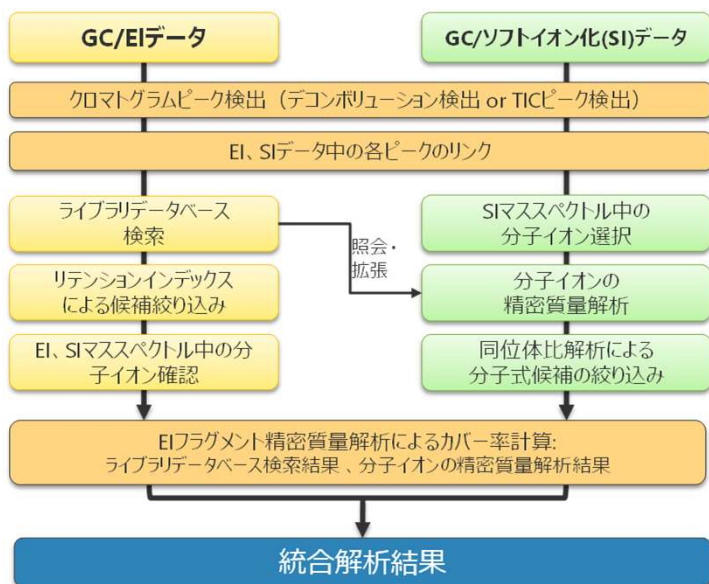 GC/EIデータ
GC/ソフトイオン化(SI)データ
クロマトグラムピーク検出（デコンボリューション検出 or TICピーク検出）
EI、SIデータ中の各ピークのリンク
ライブラリデータベース
検索
照会・
拡張
SIマススペクトル中の
分子イオン選択
リテンションインデックス
による候補絞り込み
分子イオンの
精密質量解析
EI、SIマススペクトル中の分
子イオン確認
同位体比解析による
分子式候補の絞り込み
EIフラグメント精密質量解析によるカバー率計算:
ライブラリデータベース検索結果、分子イオンの精密質量解析結果
統合解析結果